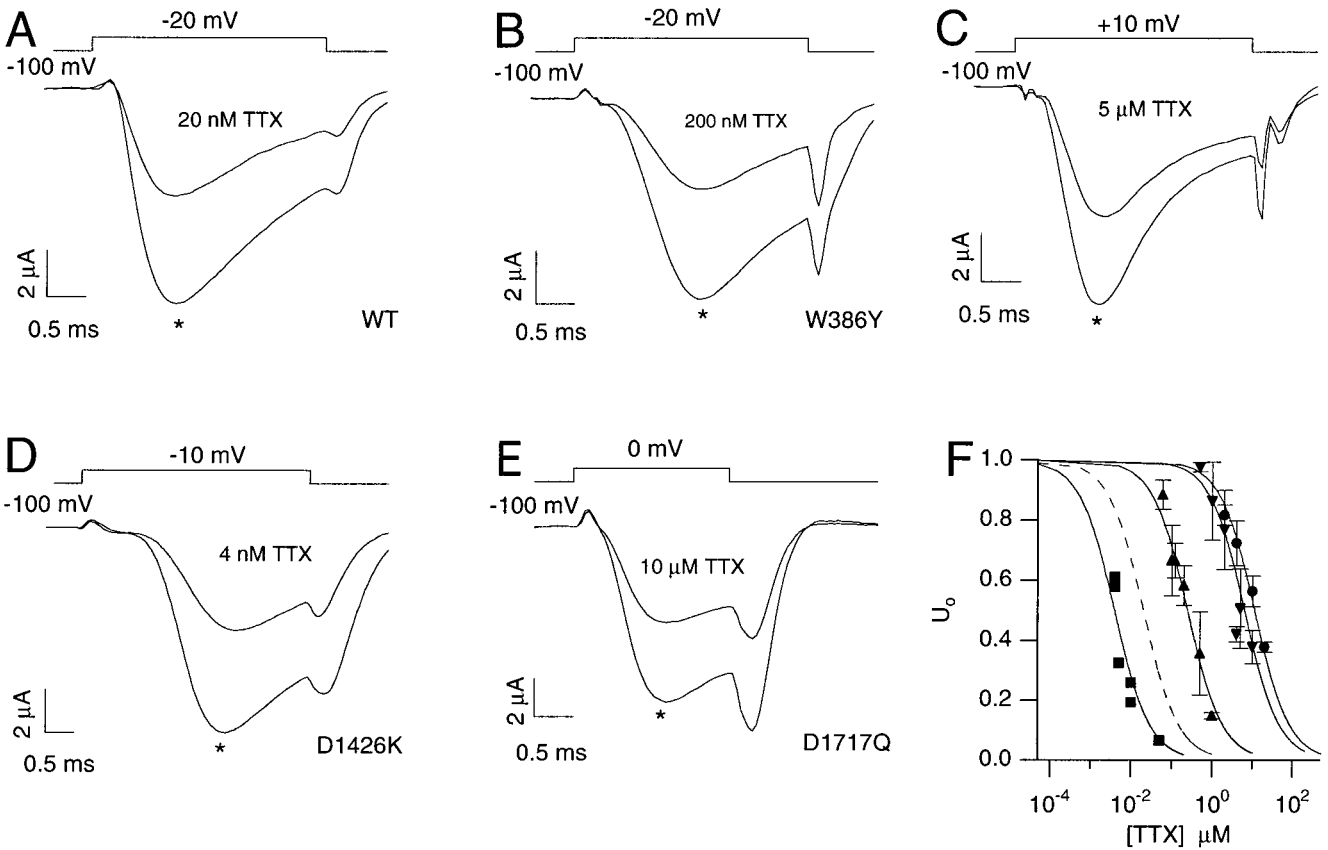 A
-20 mV
-100 mV
20 nM TTX
2 μA
0.5 ms
*
WT
B
-20 mV
-100 mV
200 nM TTX
2 μA
0.5 ms
*
W386Y
C
+10 mV
-100 mV
5 μM TTX
2 μA
0.5 ms
*
D
-10 mV
-100 mV
4 nM TTX
2 μA
0.5 ms
*
D1426K
E
0 mV
-100 mV
10 μM TTX
2 μA
0.5 ms
*
D1717Q
F
1.0
0.8
0.6
0.4
0.2
0.0
Uo
10-4
10-2
100
102
[TTX] μM